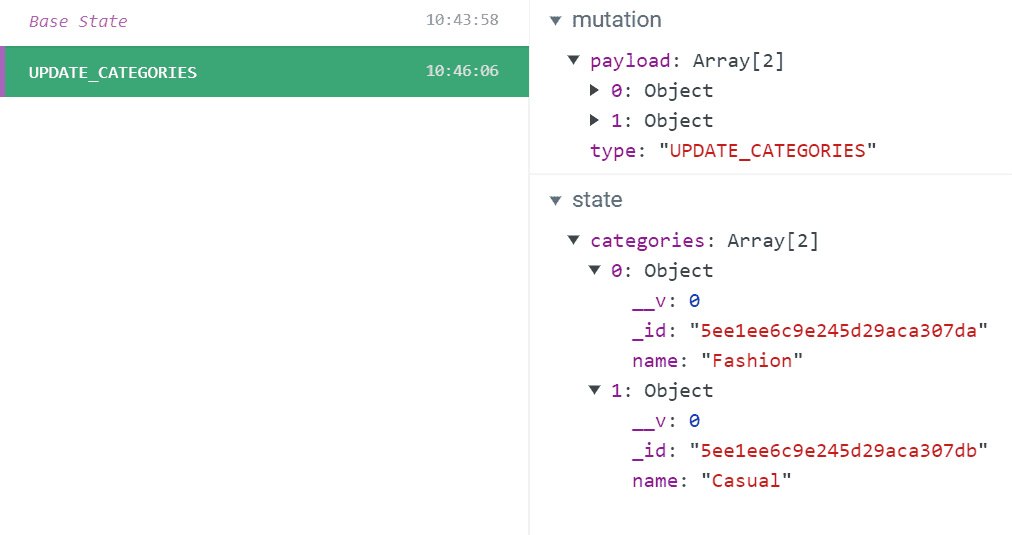 Base State 10:43:58
UPDATE_CATEGORIES 10:46:06
mutation
payload: Array[2]
0: Object
1: Object
type: "UPDATE_CATEGORIES"
state
categories: Array[2]
0: Object
__v: 0
_id: "5ee1ee6c9e245d29aca307da"
name: "Fashion"
1: Object
__v: 0
_id: "5ee1ee6c9e245d29aca307db"
name: "Casual"